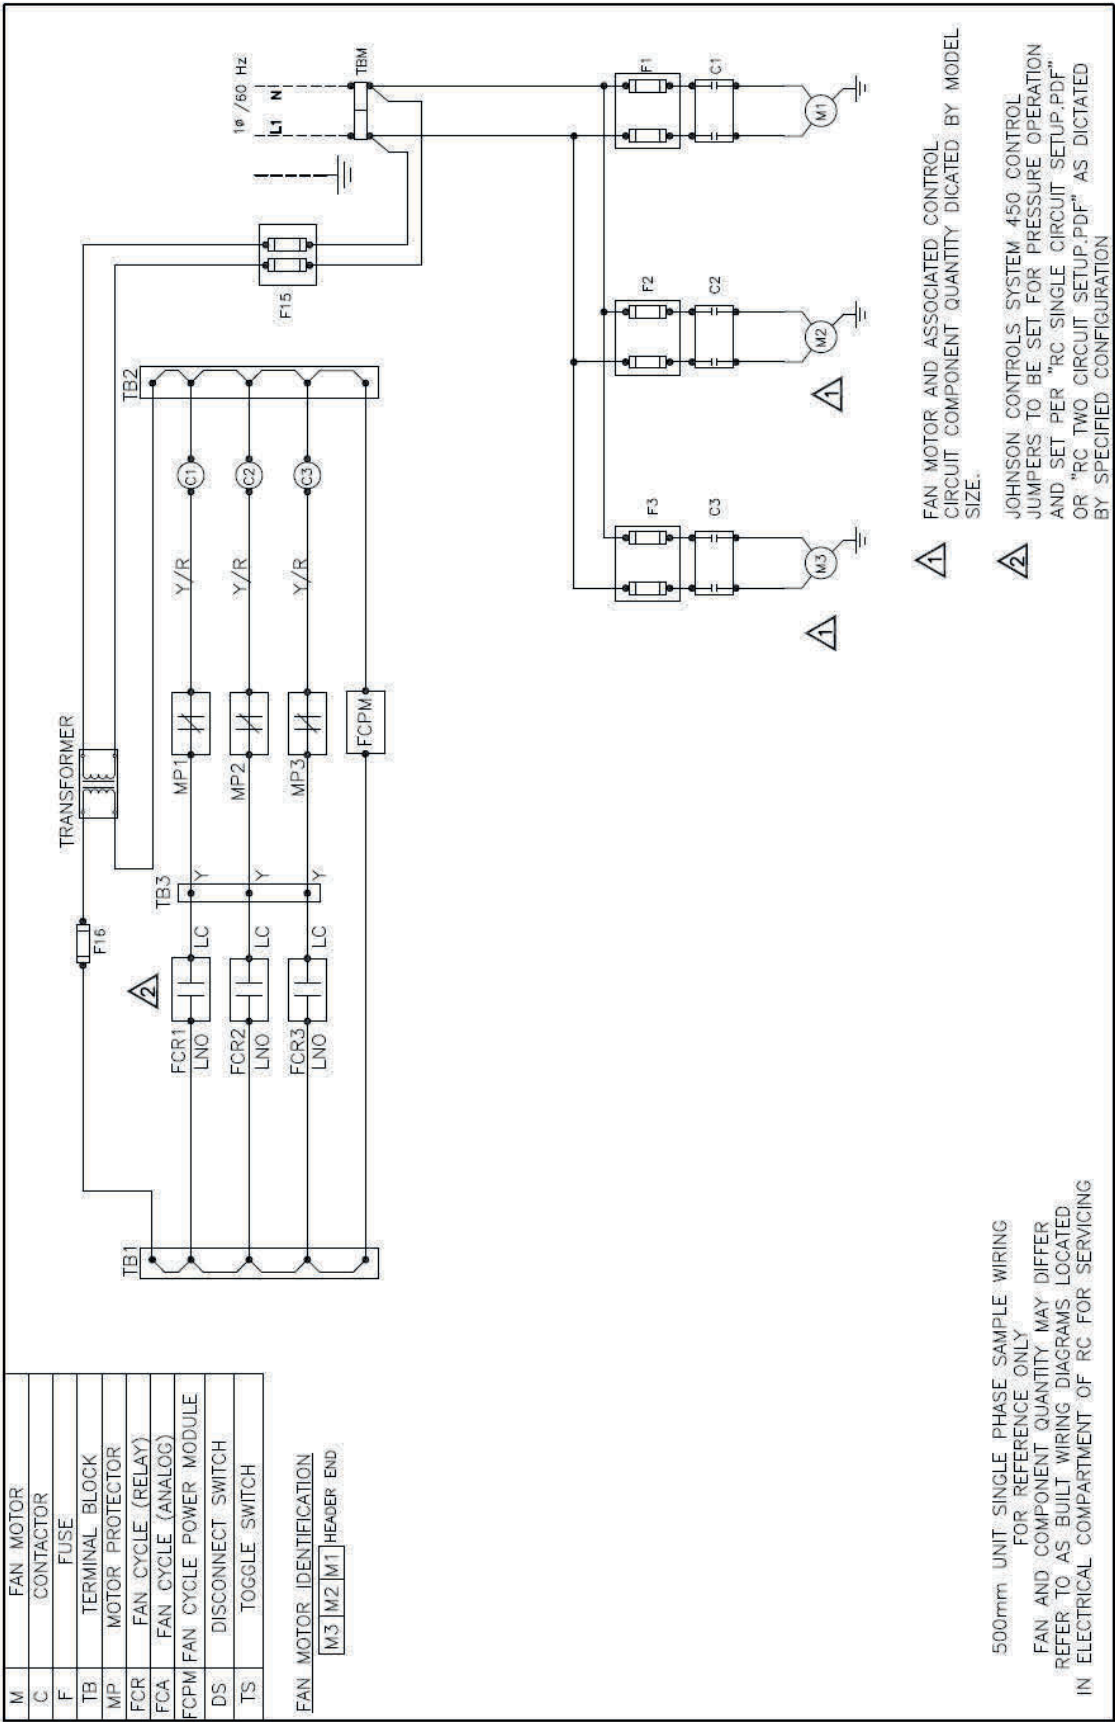 M FAN MOTOR
C CONTACTOR
F FUSE
TB TERMINAL BLOCK
MP MOTOR PROTECTOR
FCR FAN CYCLE (RELAY)
FCA FAN CYCLE (ANALOG)
FCPM FAN CYCLE POWER MODULE
DS DISCONNECT SWITCH
TS TOGGLE SWITCH
FAN MOTOR IDENTIFICATION
M3 M2 M1 HEADER END
TRANSFORMER
F16
F15
1ø /60 Hz
L1 N
TBM
TB1
TB3
TB2
2
FCR1
LNO
LC
Y
MP1
Y/R
C1
FCR2
LNO
LC
Y
MP2
Y/R
C2
FCR3
LNO
LC
Y
MP3
Y/R
C3
FCPM
F3
C3
M3
1
F2
C2
M2
1
F1
C1
M1
1
FAN MOTOR AND ASSOCIATED CONTROL
CIRCUIT COMPONENT QUANTITY DICATED BY MODEL
SIZE.
2
JOHNSON CONTROLS SYSTEM 450 CONTROL
JUMPERS TO BE SET FOR PRESSURE OPERATION
AND SET PER "RC SINGLE CIRCUIT SETUP.PDF"
OR "RC TWO CIRCUIT SETUP.PDF" AS DICTATED
BY SPECIFIED CONFIGURATION
500mm UNIT SINGLE PHASE SAMPLE WIRING
FOR REFERENCE ONLY
FAN AND COMPONENT QUANTITY MAY DIFFER
REFER TO AS BUILT WIRING DIAGRAMS LOCATED
IN ELECTRICAL COMPARTMENT OF RC FOR SERVICING